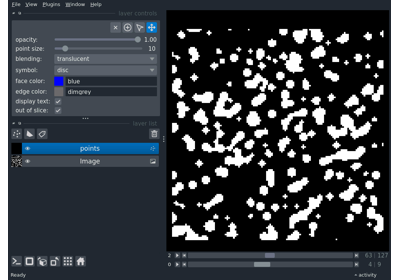 File View Plugins Window Help
layer controls
opacity: 1.00
point size: 10
blending: translucent
symbol: disc
face color: blue
edge color: dimgrey
display text:
out of slice:
layer list
points
Image
2 63 127
0 4 9
activity